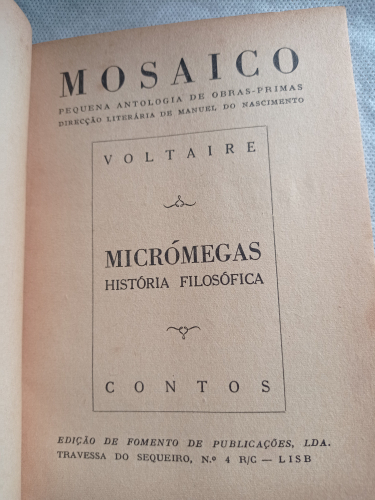 MOSAICO
PEQUENA ANTOLOGIA DE OBRAS-PRIMAS
DIRECÇÃO LITERÁRIA DE MANUEL DO NASCIMENTO
VOLTAIRE
MICRÓMEGAS
HISTÓRIA FILOSÓFICA
CONTOS
EDIÇÃO DE FOMENTO DE PUBLICAÇÕES, LDA.
TRAVESSA DO SEQUEIRO, N.º 4 R/C — LISB